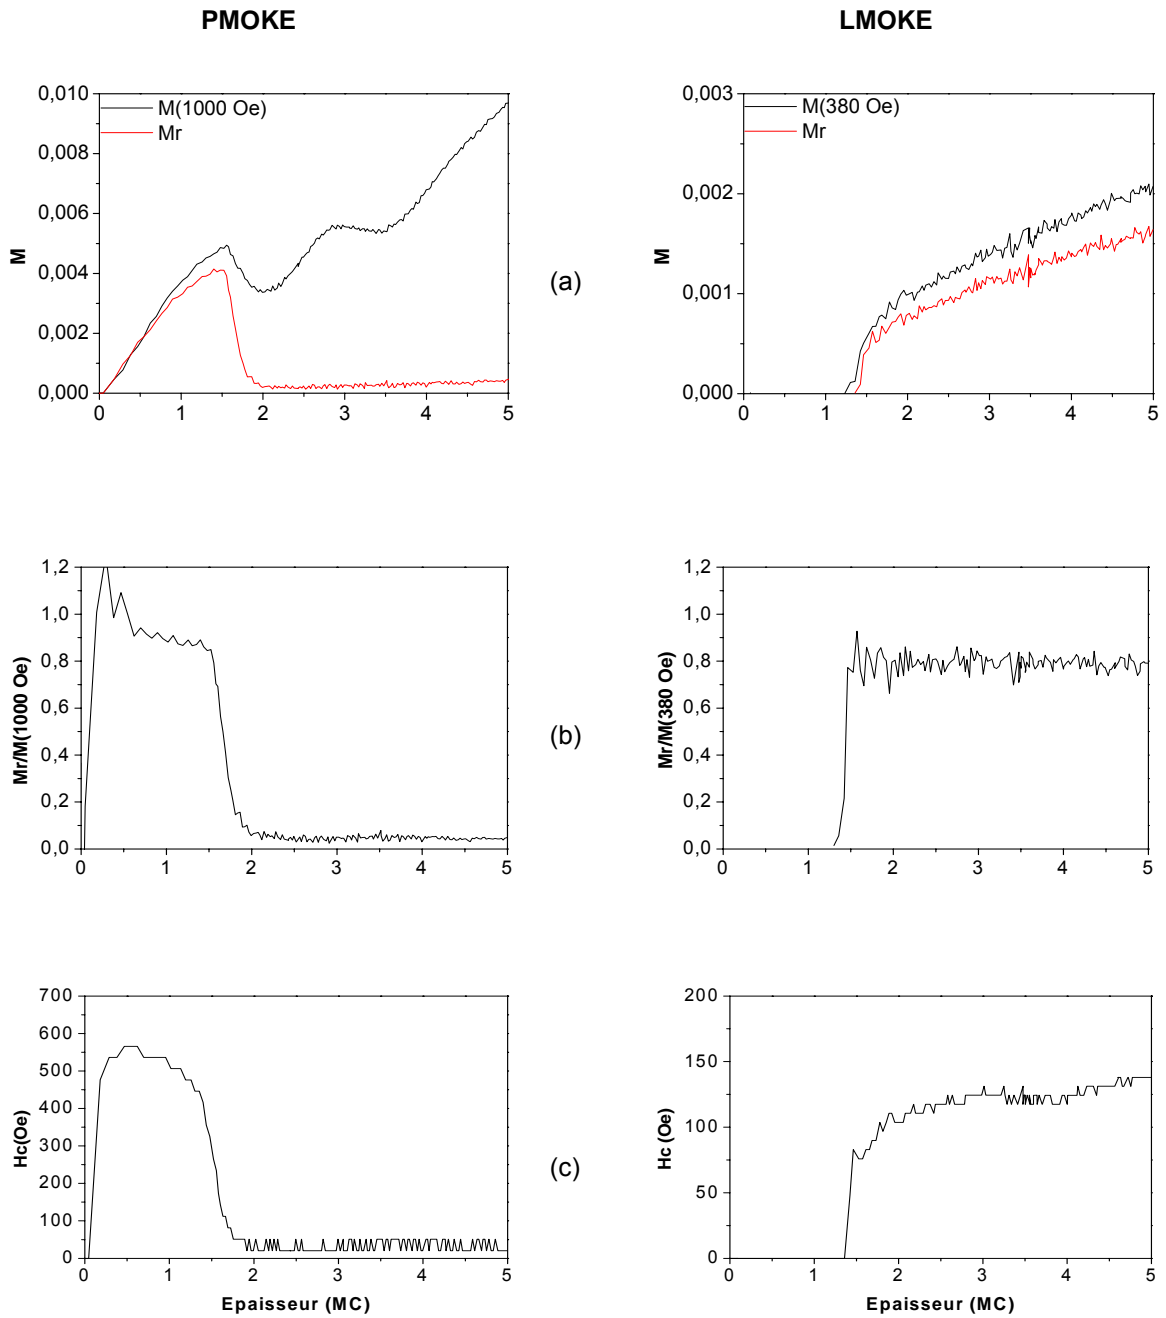 PMOKE
LMOKE
0,010
0,008
0,006
0,004
0,002
0,000
M
M(1000 Oe)
Mr
0 1 2 3 4 5
(a)
0,003
0,002
0,001
0,000
M
M(380 Oe)
Mr
0 1 2 3 4 5
1,2
1,0
0,8
0,6
0,4
0,2
0,0
Mr/M(1000 Oe)
0 1 2 3 4 5
(b)
1,2
1,0
0,8
0,6
0,4
0,2
0,0
Mr/M(380 Oe)
0 1 2 3 4 5
700
600
500
400
300
200
100
0
Hc(Oe)
0 1 2 3 4 5
Epaisseur (MC)
(c)
200
150
100
50
0
Hc (Oe)
0 1 2 3 4 5
Epaisseur (MC)